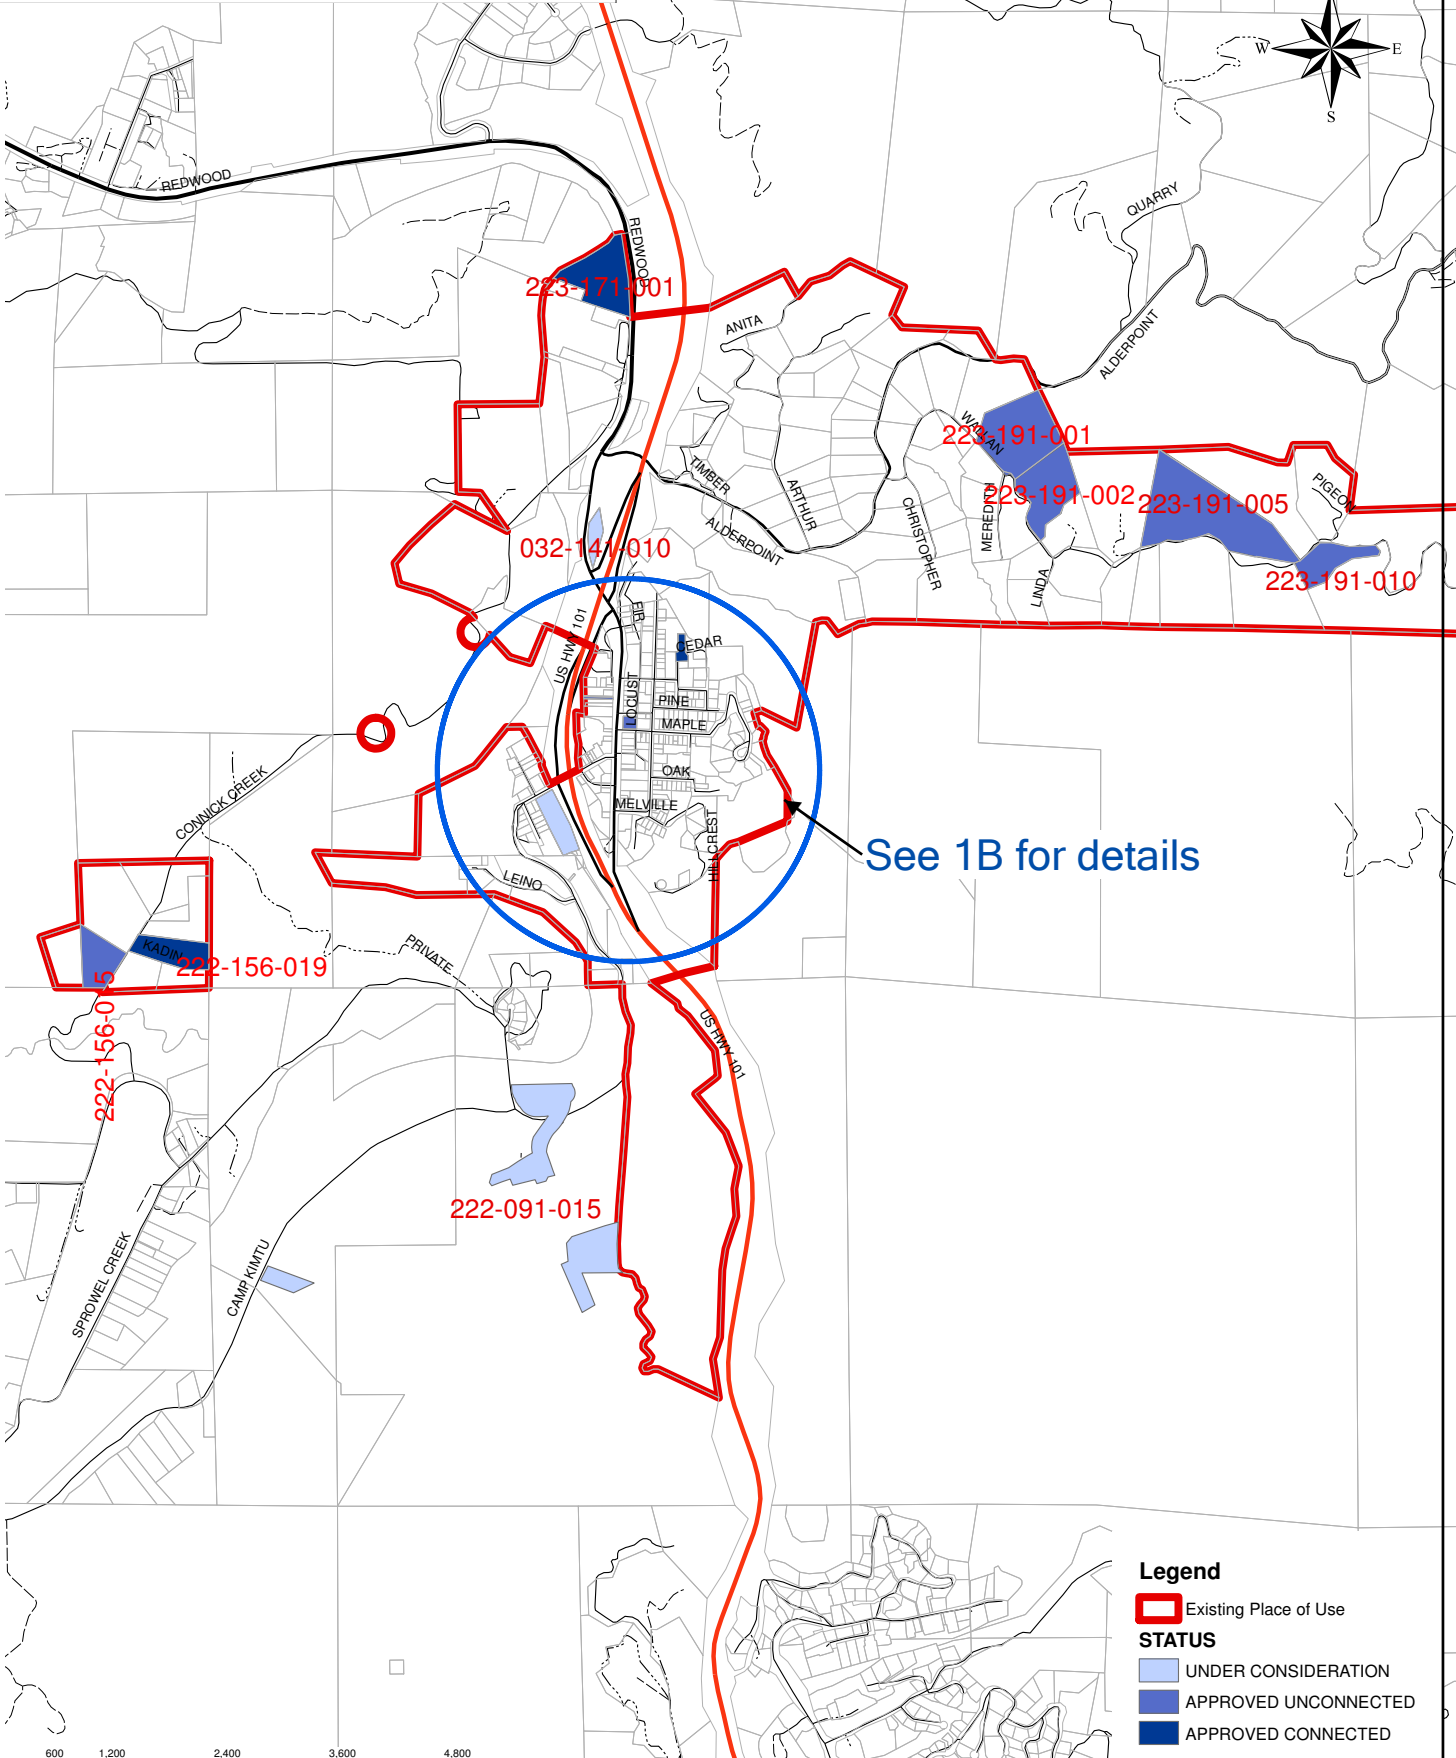 W
E
S
REDWOOD
QUARRY
REDWOOD
223-171-001
ANITA
ALDERPOINT
WALLAN
223-191-001
TIMBER
ARTHUR
223-191-002
223-191-005
PIGEON
CHRISTOPHER
MEREDITH
ALDERPOINT
032-141-010
LINDA
223-191-010
FIR
US HWY 101
CEDAR
LOCUST
PINE
MAPLE
OAK
CONNICK CREEK
MELVILLE
HILLCREST
See 1B for details
LEINO
KADIN
222-156-019
PRIVATE
US HWY 101
222-091-015
SPROWEL CREEK
CAMP KIMTU
Legend
Existing Place of Use
STATUS
UNDER CONSIDERATION
APPROVED UNCONNECTED
APPROVED CONNECTED
600 1,200 2,400 3,600 4,800